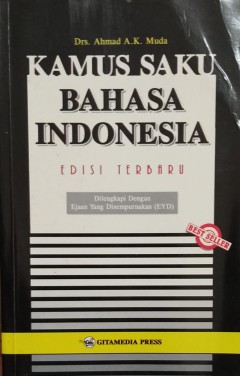 Drs. Ahmad A.K. Muda
KAMUS SAKU
BAHASA
INDONESIA
EDISI TERBARU
Dilengkapi Dengan
Ejaan Yang Disempurnakan (EYD)
BEST SELLER
GITAMEDIA PRESS